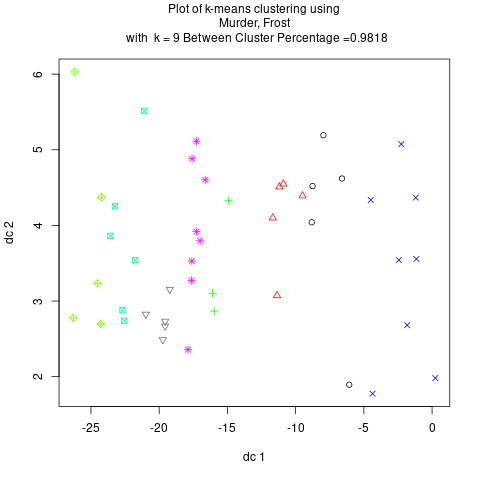 Plot of k-means clustering using
Murder, Frost
with  k = 9 Between Cluster Percentage =0.9818
6
5
4
3
2
dc 2
-25 -20 -15 -10 -5 0
dc 1